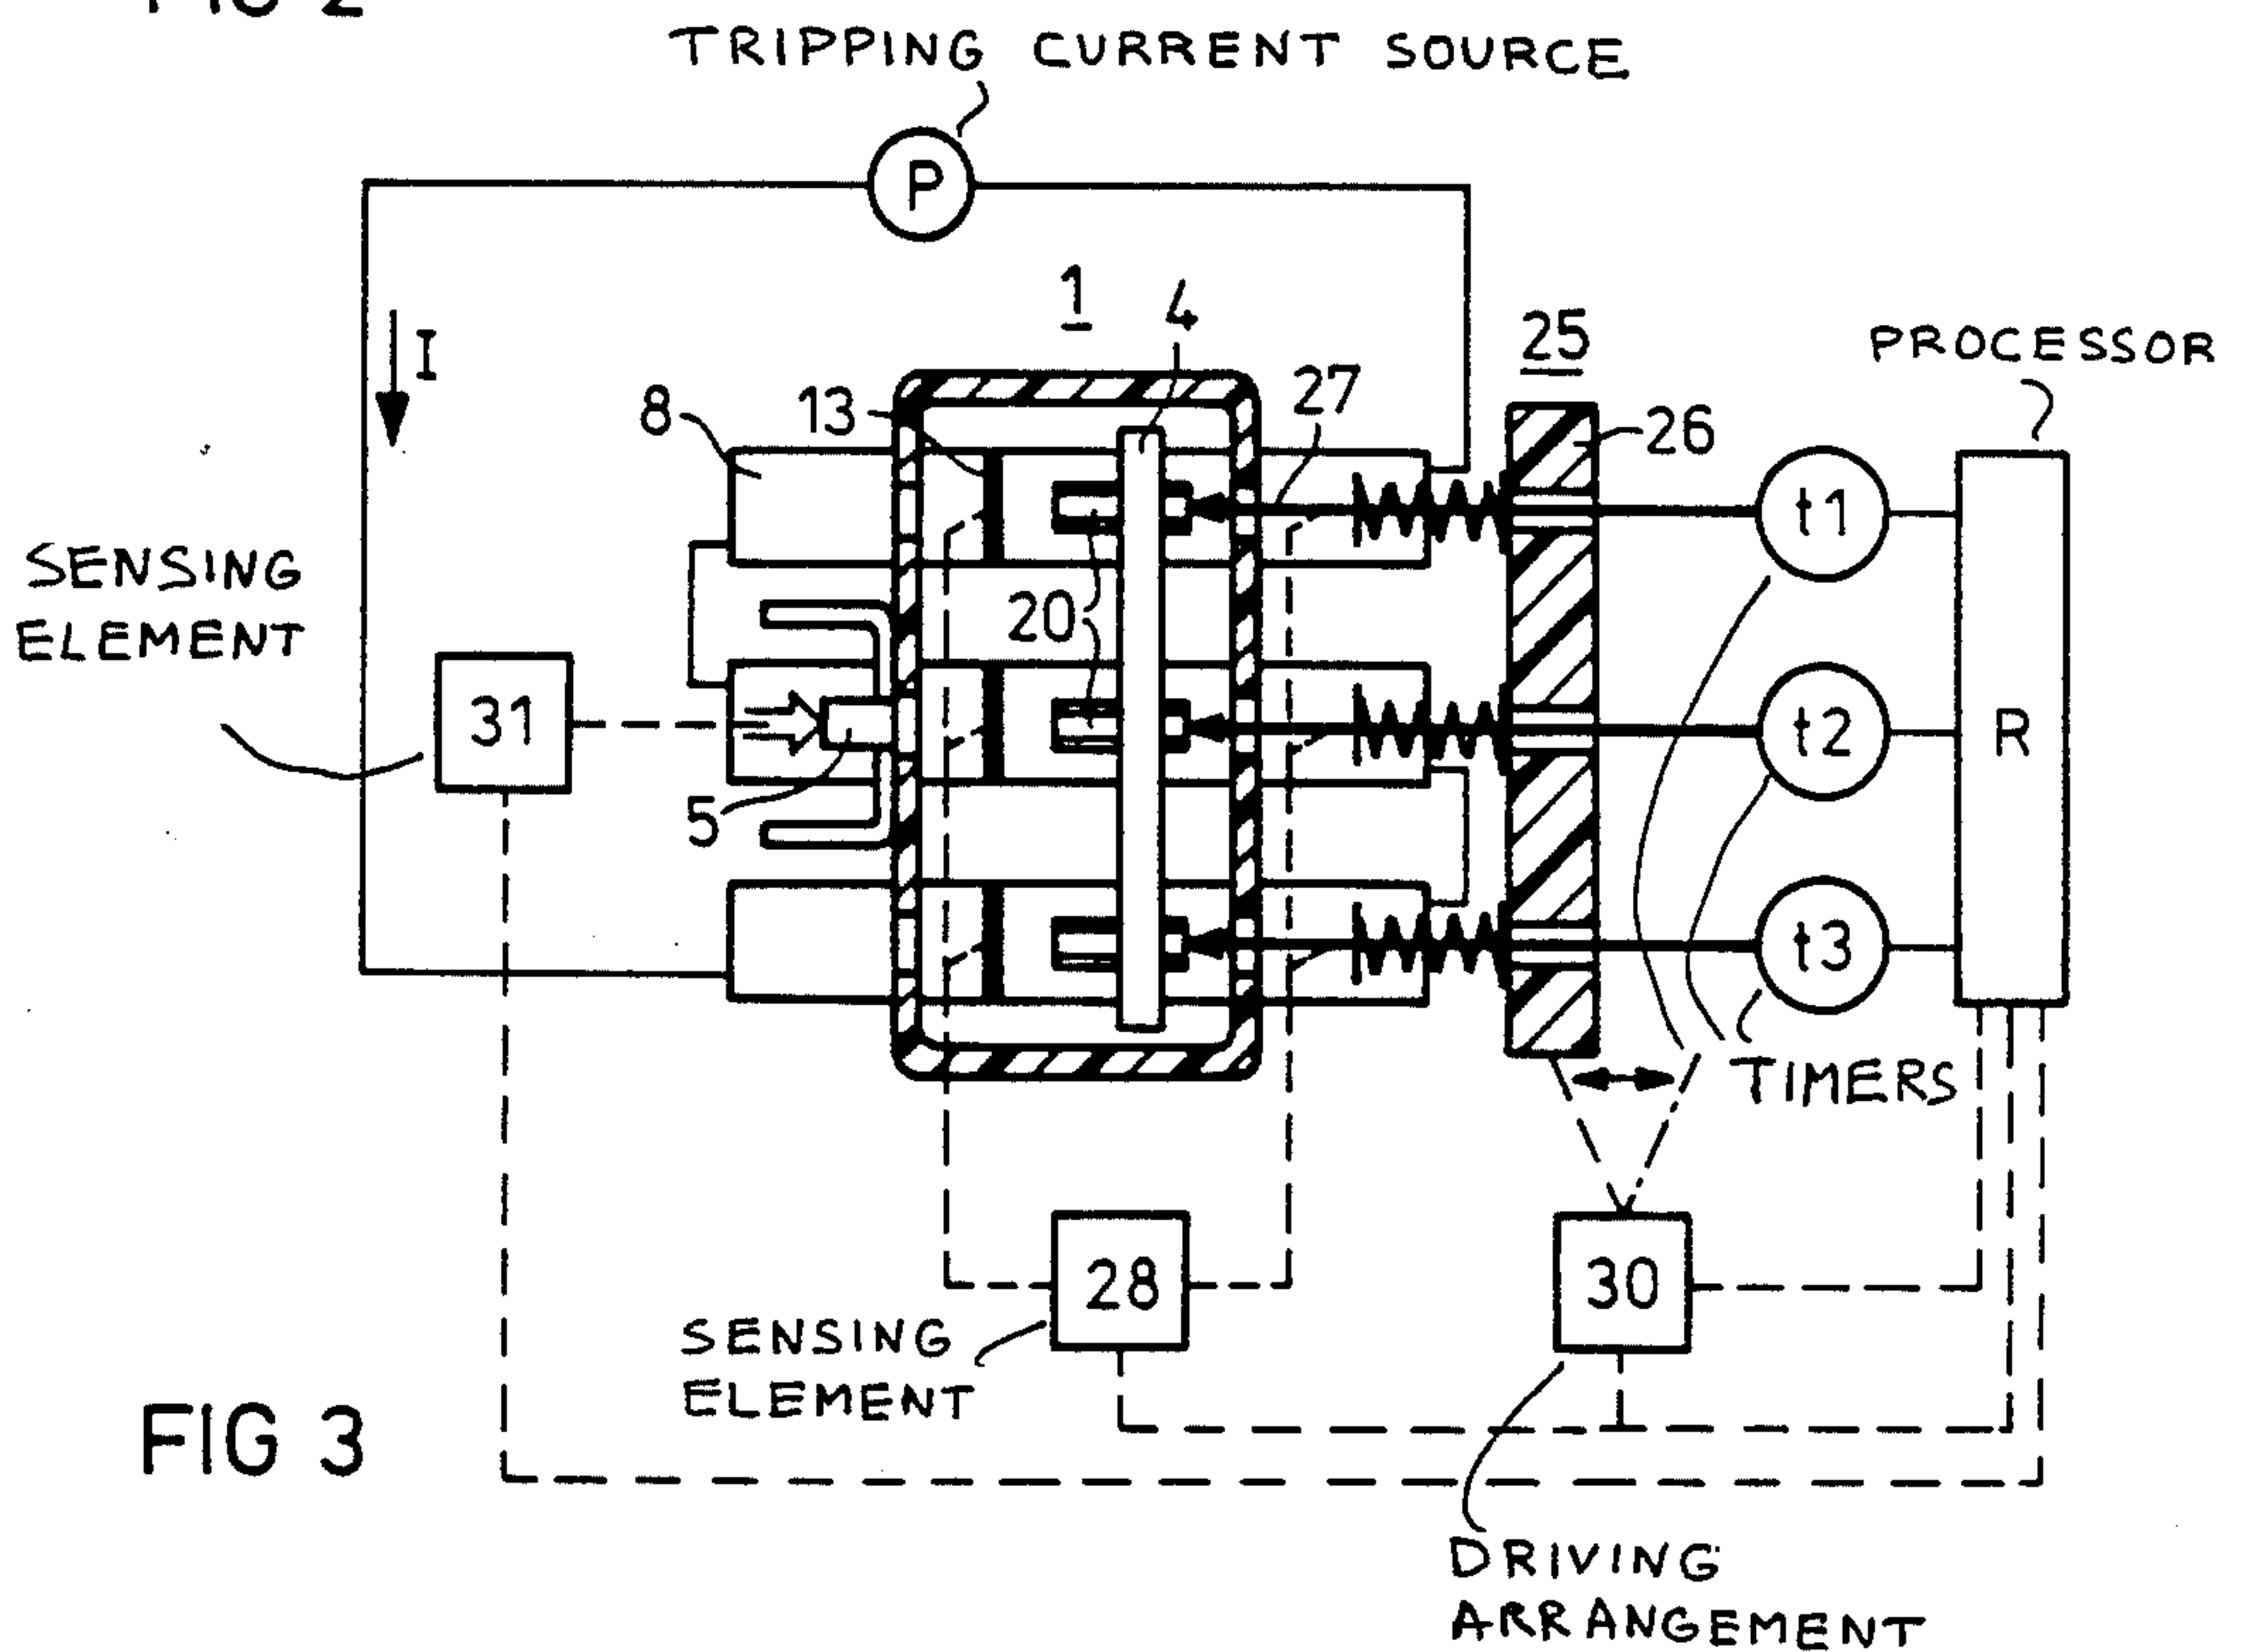 FIG 2
TRIPPING CURRENT SOURCE
P
I
1
4
25
PROCESSOR
8
13
27
26
t1
SENSING
ELEMENT
20
31
t2
R
5
t3
TIMERS
28
30
SENSING
ELEMENT
FIG 3
DRIVING
ARRANGEMENT